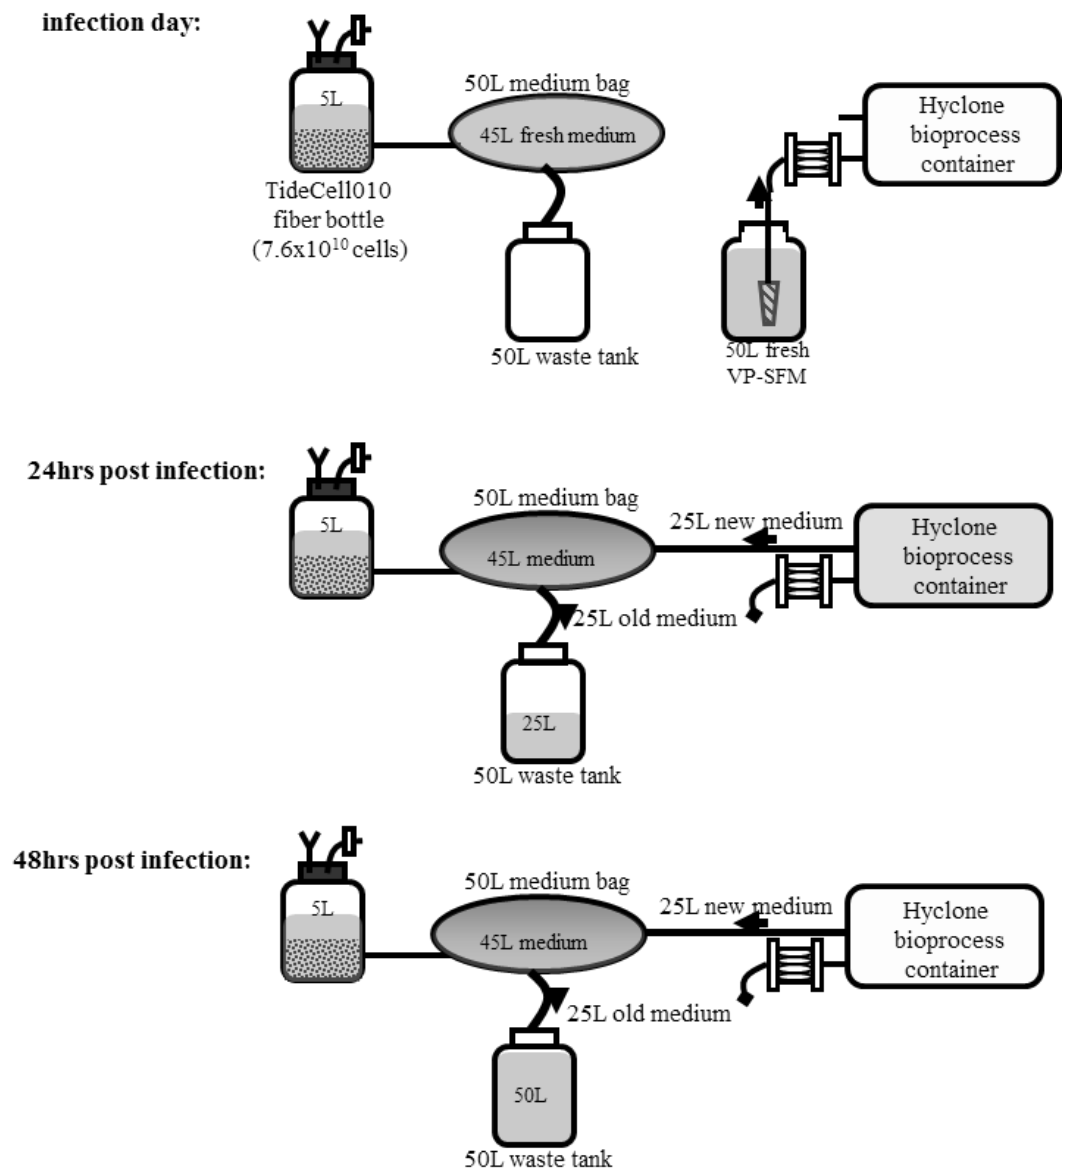 infection day:
5L
50L medium bag
45L fresh medium
TideCell010
fiber bottle
(7.6x10¹⁰ cells)
50L waste tank
Hyclone
bioprocess
container
50L fresh
VP-SFM
24hrs post infection:
5L
50L medium bag
45L medium
25L new medium
Hyclone
bioprocess
container
25L old medium
25L
50L waste tank
48hrs post infection:
5L
50L medium bag
45L medium
25L new medium
Hyclone
bioprocess
container
25L old medium
50L
50L waste tank